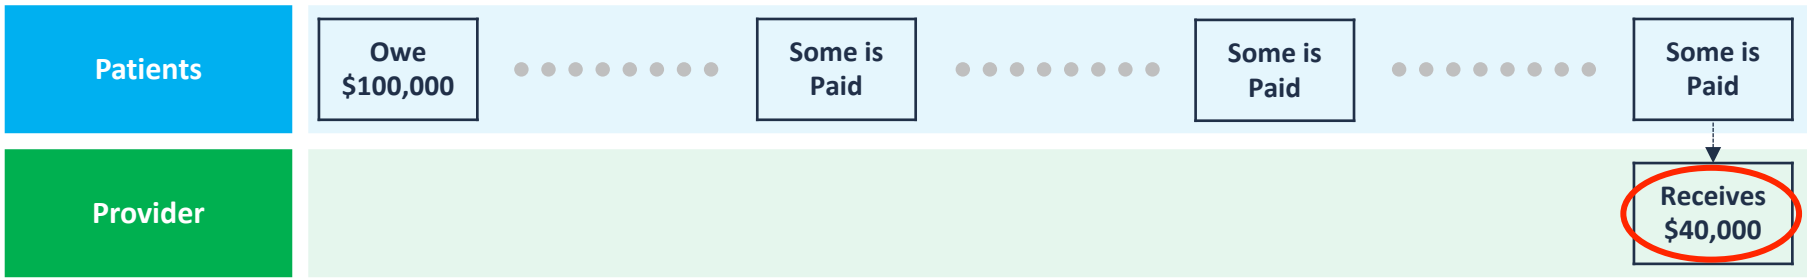 Patients
Owe
$100,000
Some is
Paid
Some is
Paid
Some is
Paid
Provider
Receives
$40,000